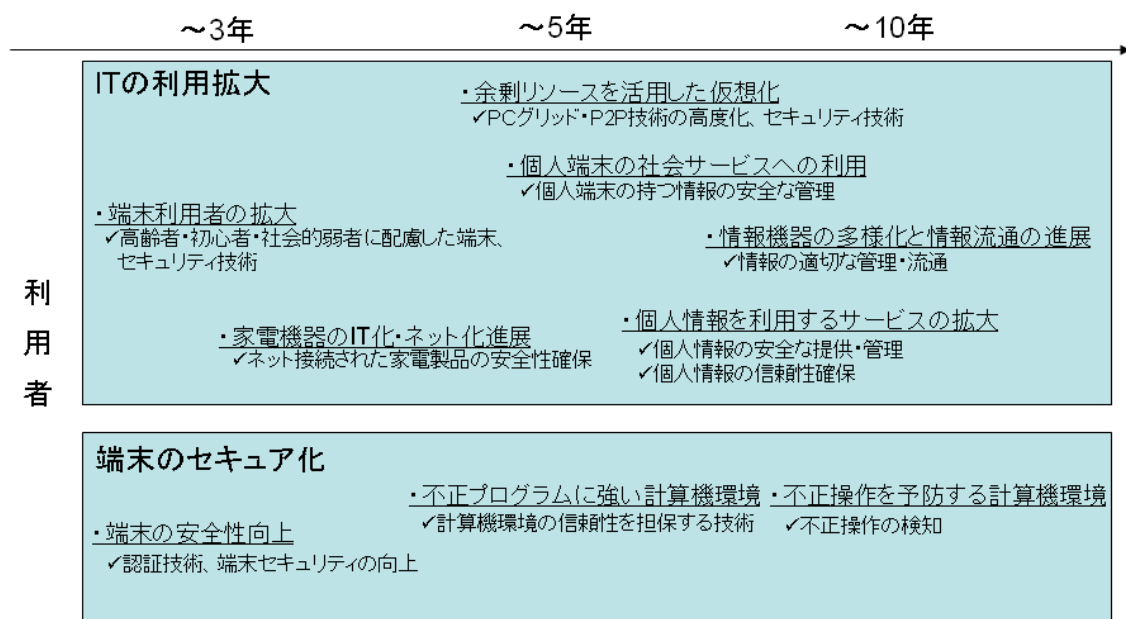 ～3年
～5年
～10年
利用者
ITの利用拡大
・余剰リソースを活用した仮想化
✓PCグリッド・P2P技術の高度化、セキュリティ技術
・個人端末の社会サービスへの利用
✓個人端末の持つ情報の安全な管理
・端末利用者の拡大
✓高齢者・初心者・社会的弱者に配慮した端末、
セキュリティ技術
・情報機器の多様化と情報流通の進展
✓情報の適切な管理・流通
・家電機器のIT化・ネット化進展
✓ネット接続された家電製品の安全性確保
・個人情報を利用するサービスの拡大
✓個人情報の安全な提供・管理
✓個人情報の信頼性確保
端末のセキュア化
・不正プログラムに強い計算機環境
✓計算機環境の信頼性を担保する技術
・不正操作を予防する計算機環境
✓不正操作の検知
・端末の安全性向上
✓認証技術、端末セキュリティの向上